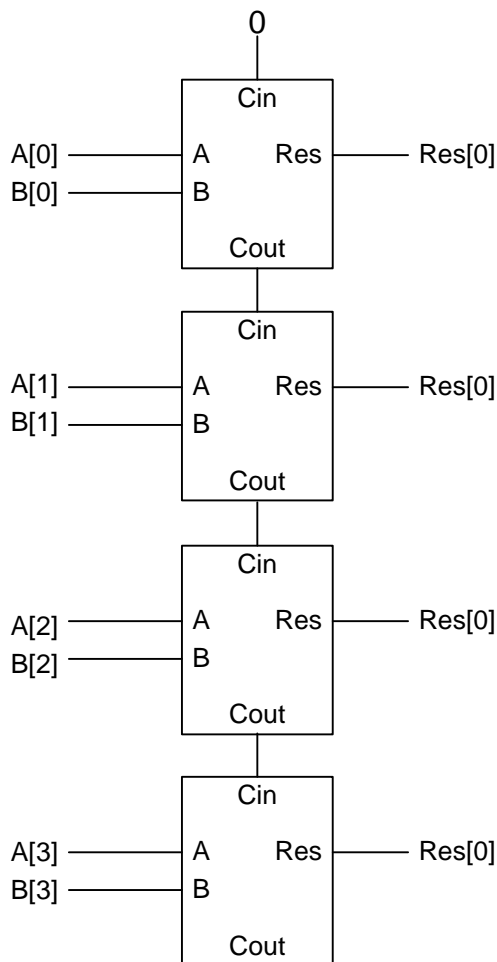 0
Cin
A[0] A Res Res[0]
B[0] B
Cout
Cin
A[1] A Res Res[0]
B[1] B
Cout
Cin
A[2] A Res Res[0]
B[2] B
Cout
Cin
A[3] A Res Res[0]
B[3] B
Cout